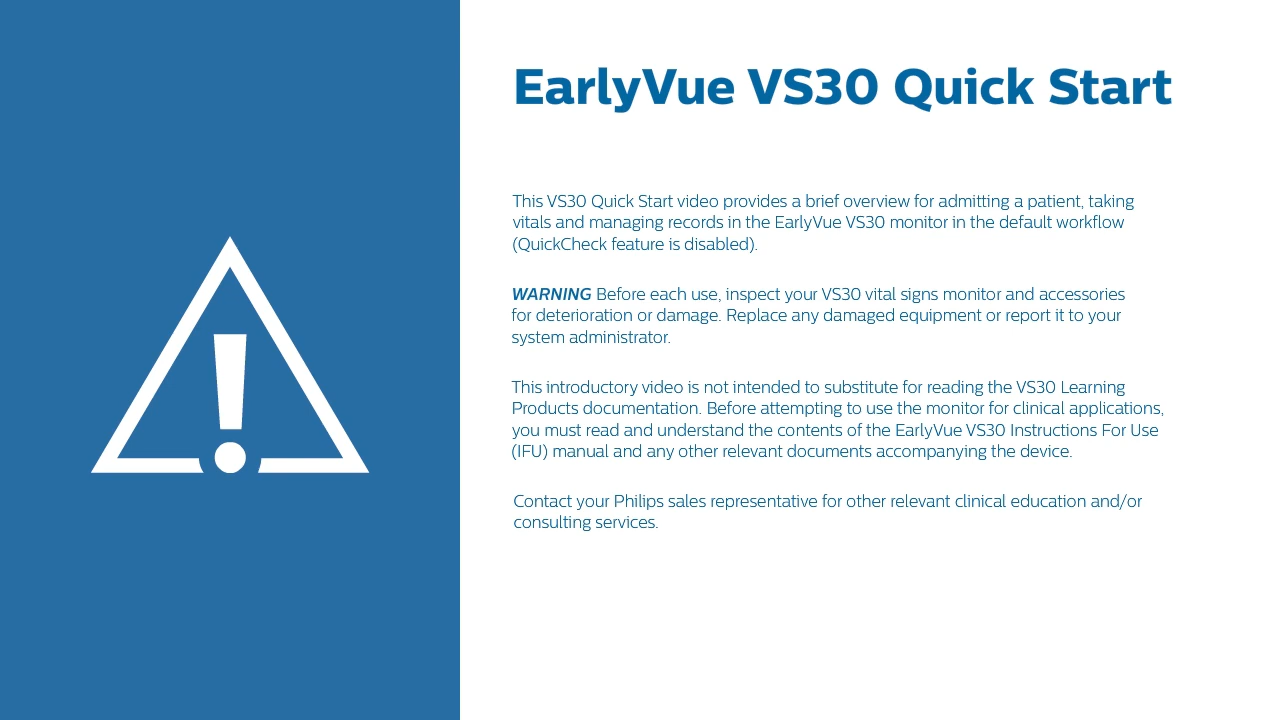 EarlyVue VS30 Quick Start
This VS30 Quick Start video provides a brief overview for admitting a patient, taking
vitals and managing records in the EarlyVue VS30 monitor in the default workflow
(QuickCheck feature is disabled).
WARNING Before each use, inspect your VS30 vital signs monitor and accessories
for deterioration or damage. Replace any damaged equipment or report it to your
system administrator.
This introductory video is not intended to substitute for reading the VS30 Learning
Products documentation. Before attempting to use the monitor for clinical applications,
you must read and understand the contents of the EarlyVue VS30 Instructions For Use
(IFU) manual and any other relevant documents accompanying the device.
Contact your Philips sales representative for other relevant clinical education and/or
consulting services.